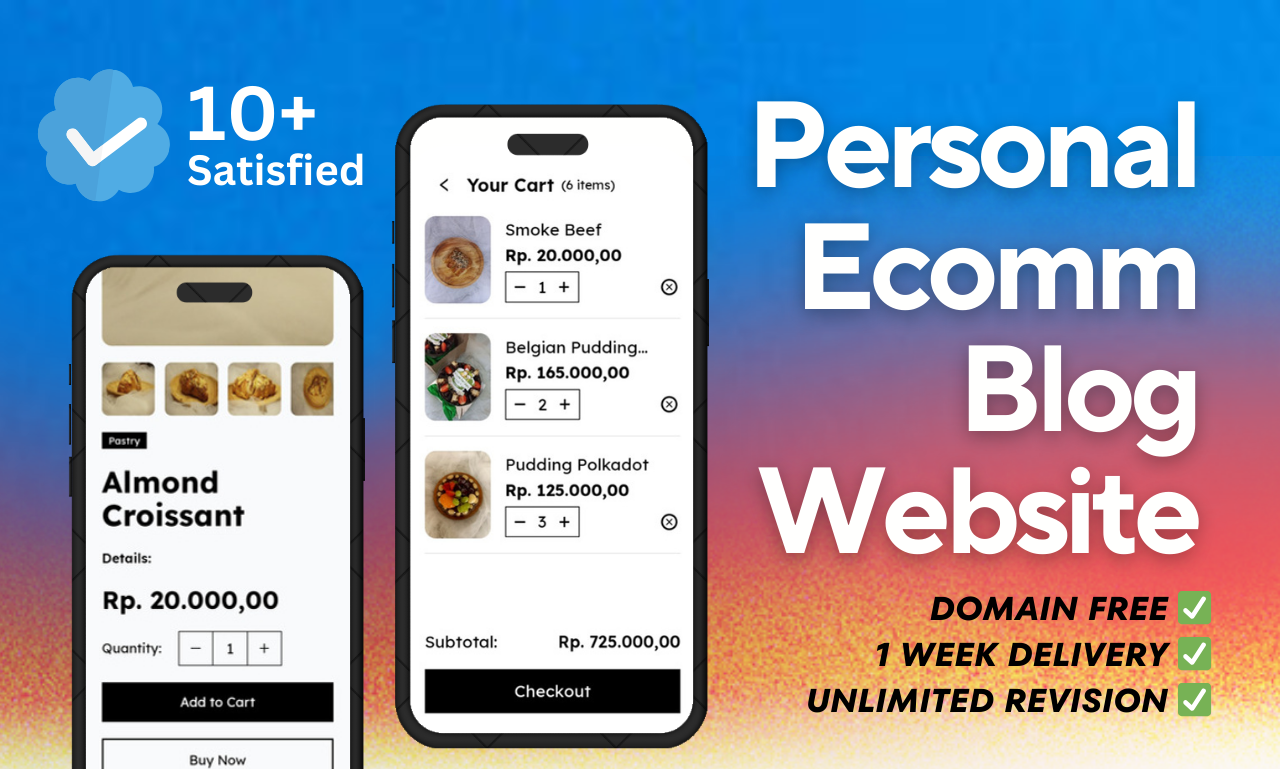 10+
Satisfied
Personal
Ecomm
Blog
Website
DOMAIN FREE
1 WEEK DELIVERY
UNLIMITED REVISION
Pastry
Almond
Croissant
Details:
Rp. 20.000,00
Quantity: − 1 +
Add to Cart
Buy Now
Your Cart (6 items)
Smoke Beef
Rp. 20.000,00
− 1 +
Belgian Pudding...
Rp. 165.000,00
− 2 +
Pudding Polkadot
Rp. 125.000,00
− 3 +
Subtotal: Rp. 725.000,00
Checkout